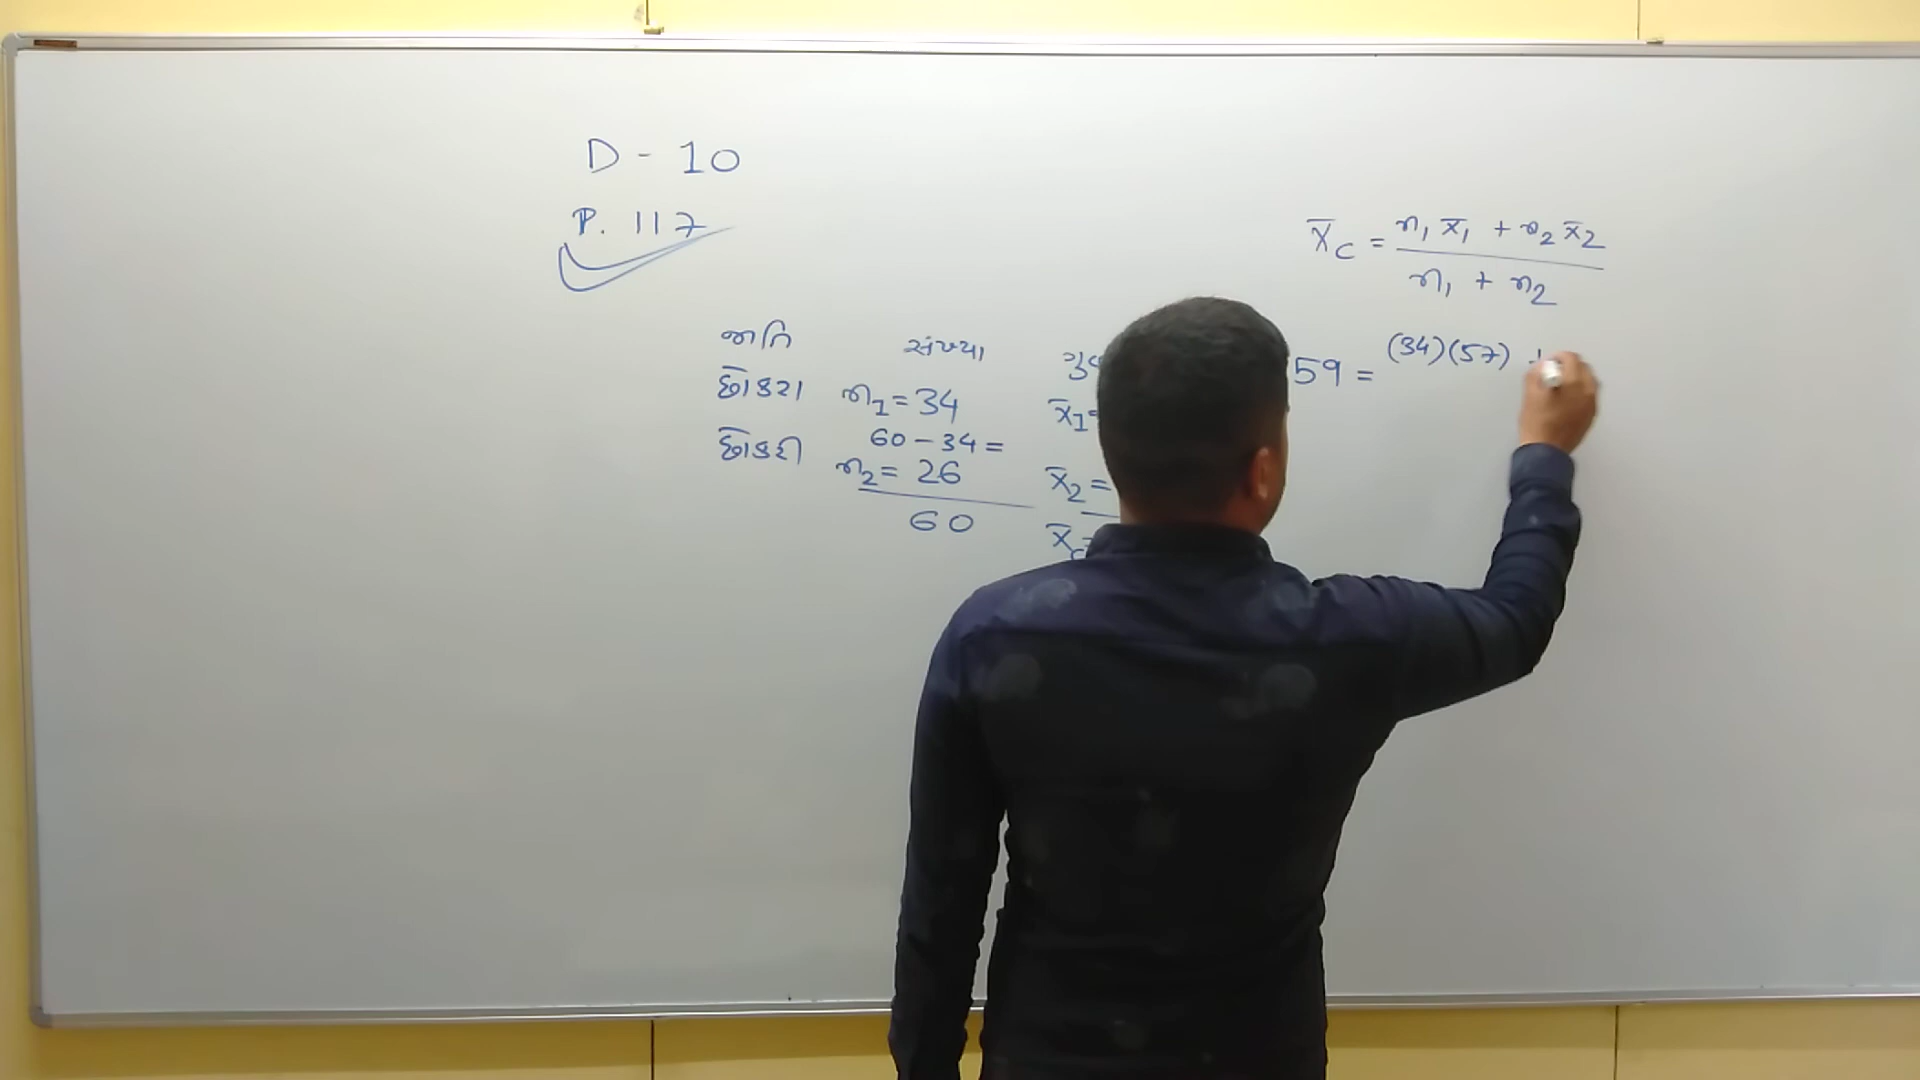 D - 10
P. 117
x̄c = n₁ x̄₁ + n₂ x̄₂
n₁ + n₂
જાતિ સંખ્યા
59 = (34)(57) +
છોકરા n₁ = 34 x̄₁=
60 - 34 =
છોકરી n₂ = 26 x̄₂ =
60 x̄c=